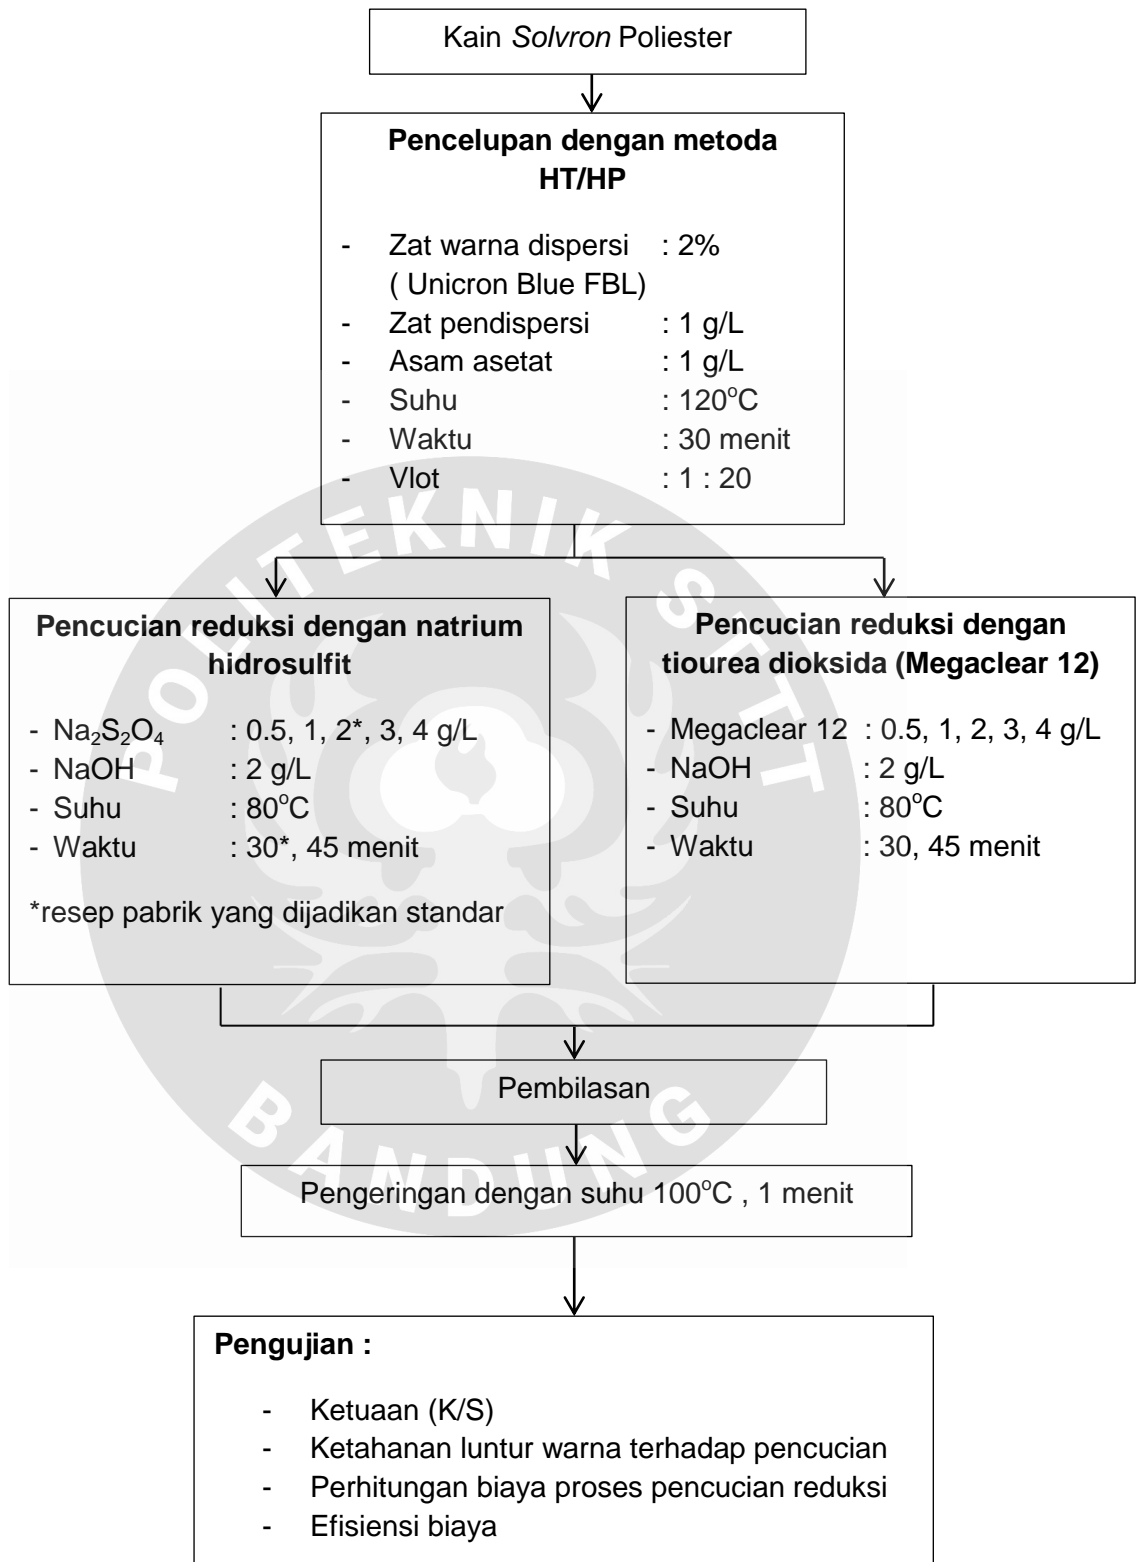 Kain Solvron Poliester
Pencelupan dengan metoda
HT/HP
- Zat warna dispersi : 2%
( Unicron Blue FBL)
- Zat pendispersi : 1 g/L
- Asam asetat : 1 g/L
- Suhu : 120°C
- Waktu : 30 menit
- Vlot : 1 : 20
Pencucian reduksi dengan natrium
hidrosulfit
- Na₂S₂O₄ : 0.5, 1, 2*, 3, 4 g/L
- NaOH : 2 g/L
- Suhu : 80°C
- Waktu : 30*, 45 menit
*resep pabrik yang dijadikan standar
Pencucian reduksi dengan
tiourea dioksida (Megaclear 12)
- Megaclear 12 : 0.5, 1, 2, 3, 4 g/L
- NaOH : 2 g/L
- Suhu : 80°C
- Waktu : 30, 45 menit
Pembilasan
Pengeringan dengan suhu 100°C , 1 menit
Pengujian :
- Ketuaan (K/S)
- Ketahanan luntur warna terhadap pencucian
- Perhitungan biaya proses pencucian reduksi
- Efisiensi biaya
POLITEKNIK STTT
BANDUNG